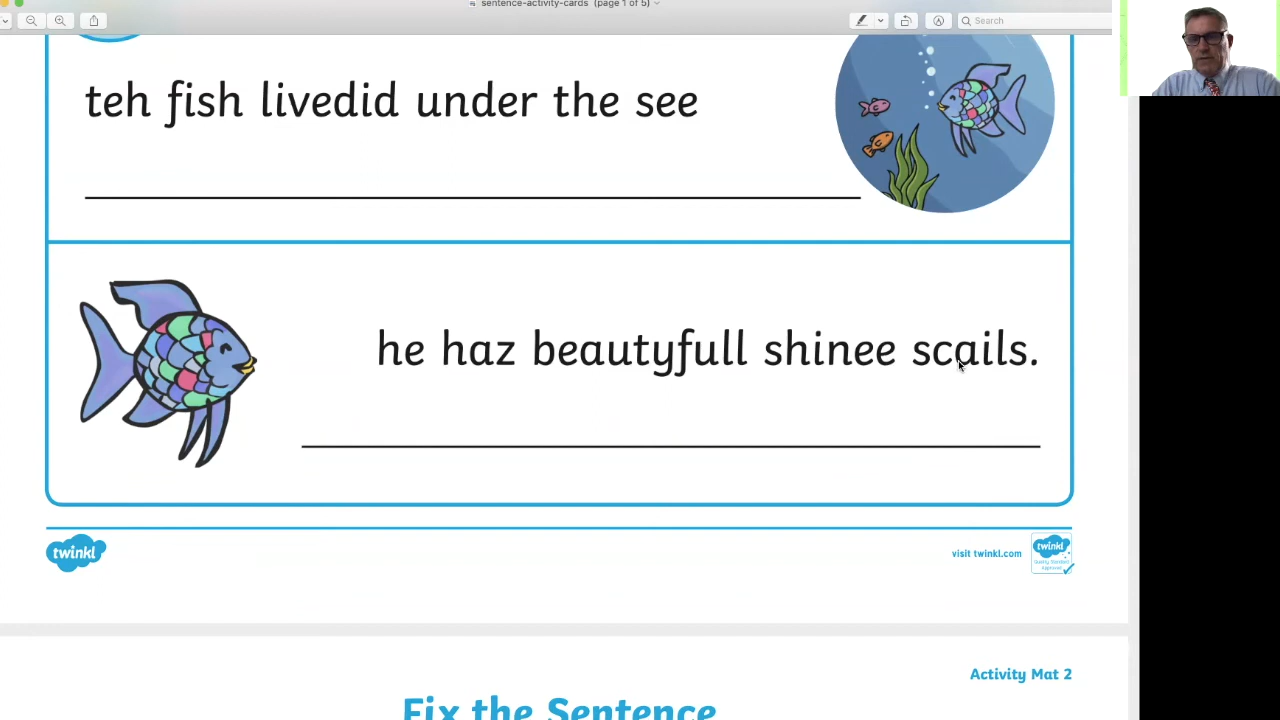 sentence-activity-cards (page 1 of 5)
Search
teh fish livedid under the see
he haz beautyfull shinee scails.
twinkl
visit twinkl.com
twinkl
Activity Mat 2
Fix the Sentence